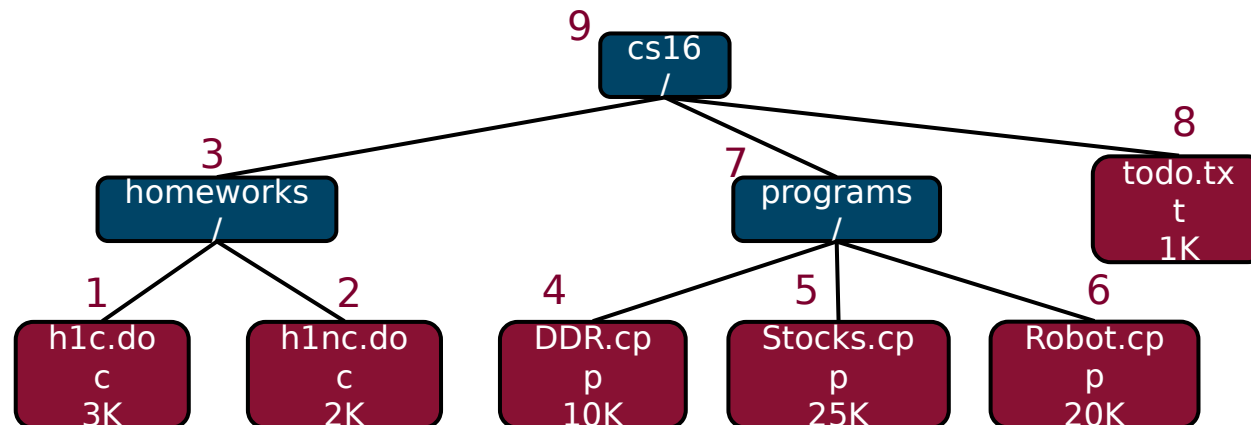 9
cs16
/
8
3
7
todo.tx
t
1K
homeworks
/
programs
/
1
2
4
5
6
h1c.do
c
3K
h1nc.do
c
2K
DDR.cp
p
10K
Stocks.cp
p
25K
Robot.cp
p
20K